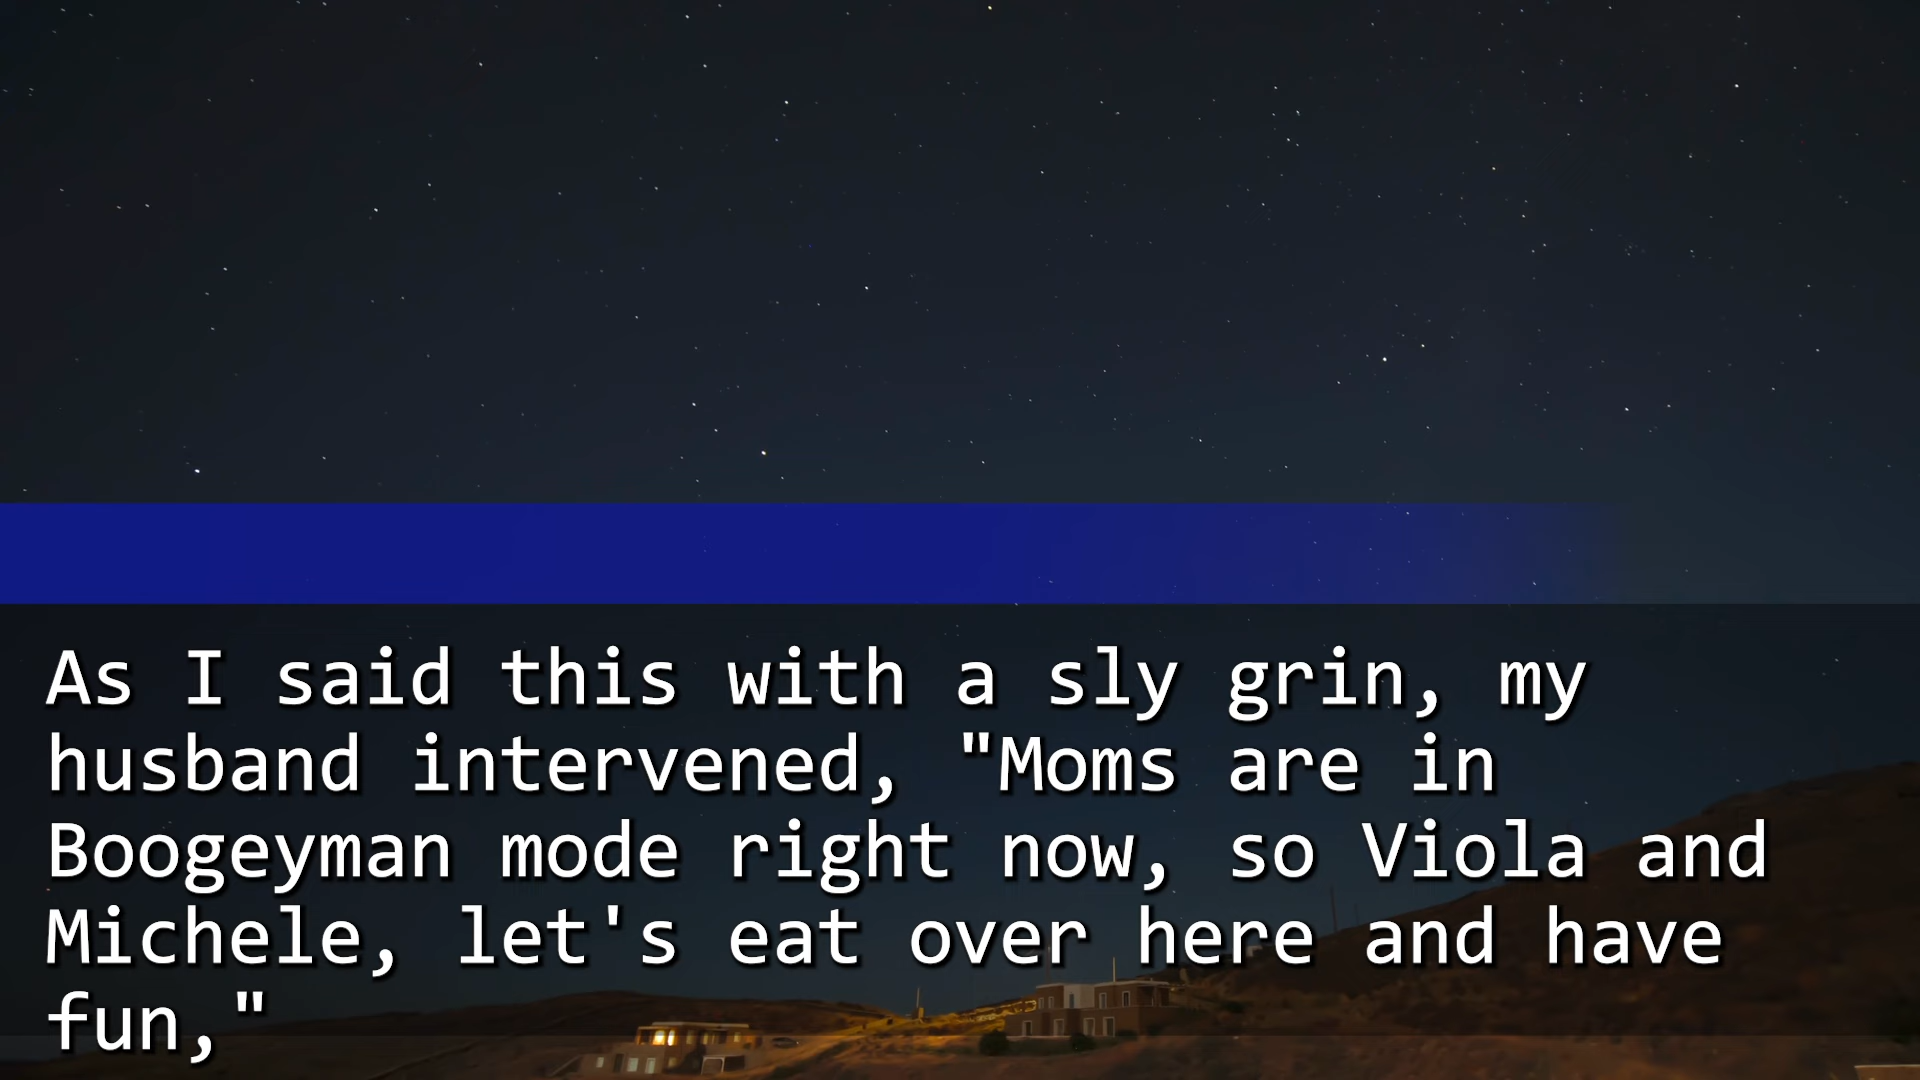 As I said this with a sly grin, my
husband intervened, "Moms are in
Boogeyman mode right now, so Viola and
Michele, let's eat over here and have
fun,"